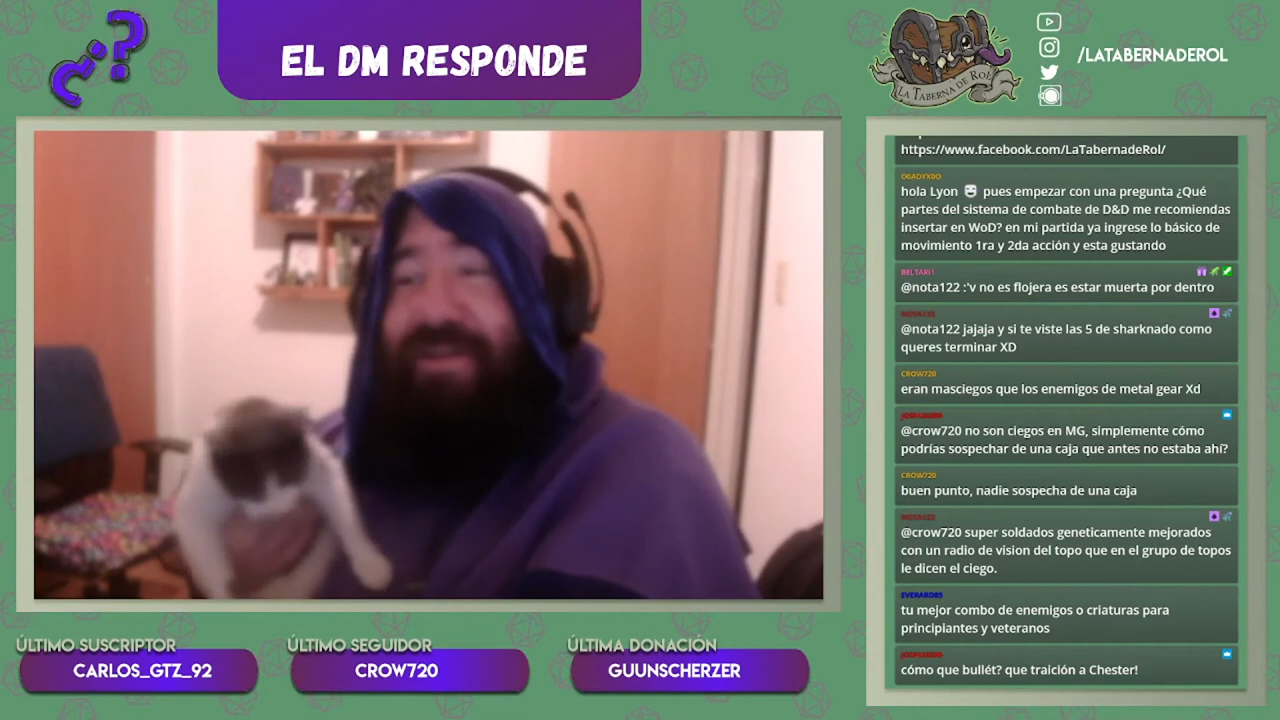 ¿?
EL DM RESPONDE
LA TABERNA DE ROL
/LATABERNADEROL
https://www.facebook.com/LaTabernadeRol/
hola Lyon pues empezar con una pregunta ¿Qué
partes del sistema de combate de D&D me recomiendas
insertar en WoD? en mi partida ya ingrese lo básico de
movimiento 1ra y 2da acción y esta gustando
BELTARI1
@nota122 :'v no es flojera es estar muerta por dentro
NOTA122
@nota122 jajaja y si te viste las 5 de sharknado como
queres terminar XD
CROW720
eran masciegos que los enemigos de metal gear Xd
@crow720 no son ciegos en MG, simplemente cómo
podrías sospechar de una caja que antes no estaba ahí?
CROW720
buen punto, nadie sospecha de una caja
NOTA122
@crow720 super soldados geneticamente mejorados
con un radio de vision del topo que en el grupo de topos
le dicen el ciego.
EVERARD85
tu mejor combo de enemigos o criaturas para
principiantes y veteranos
cómo que bullét? que traición a Chester!
ÚLTIMO SUSCRIPTOR
CARLOS_GTZ_92
ÚLTIMO SEGUIDOR
CROW720
ÚLTIMA DONACIÓN
GUUNSCHERZER